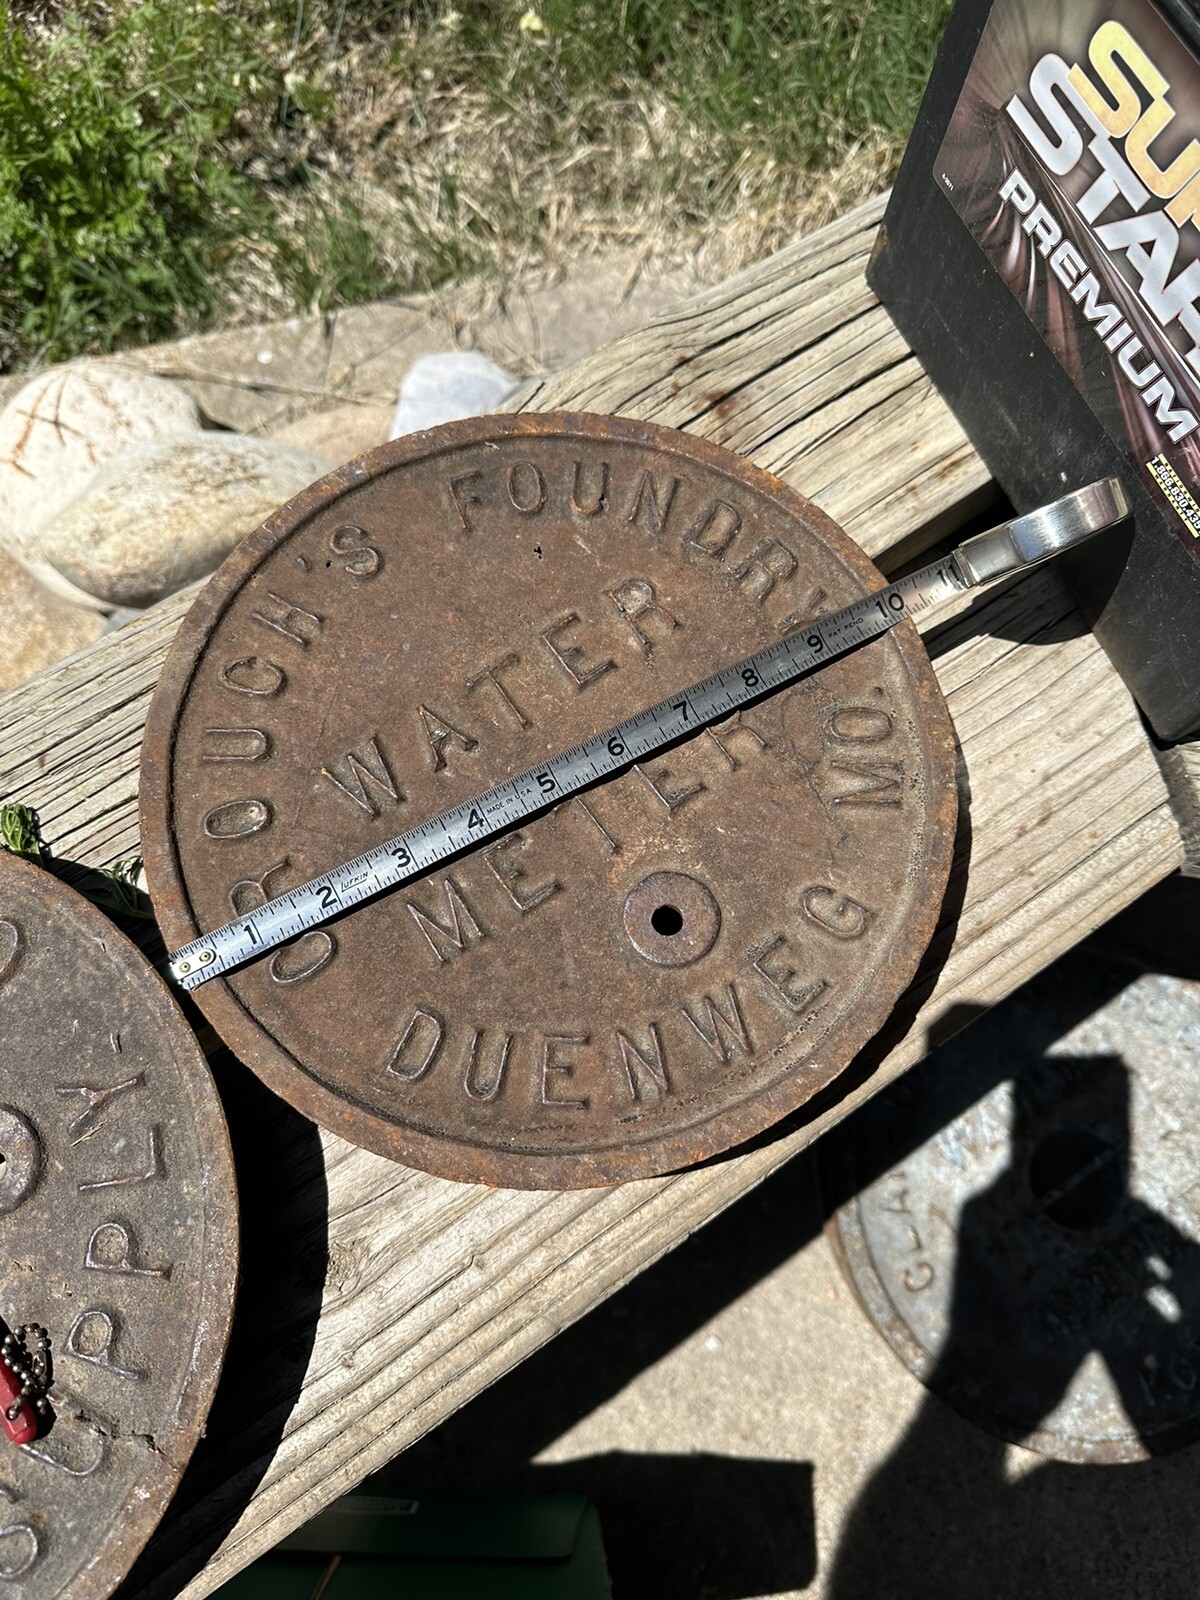 CROUCH'S FOUNDRY
WATER
METER
DUENWEG MO.
1 2 LUFKIN 3 4 MADE IN U.S.A. 5 6 7 8 9 PAT PEND 10 11
PREMIUM
SUPPLY